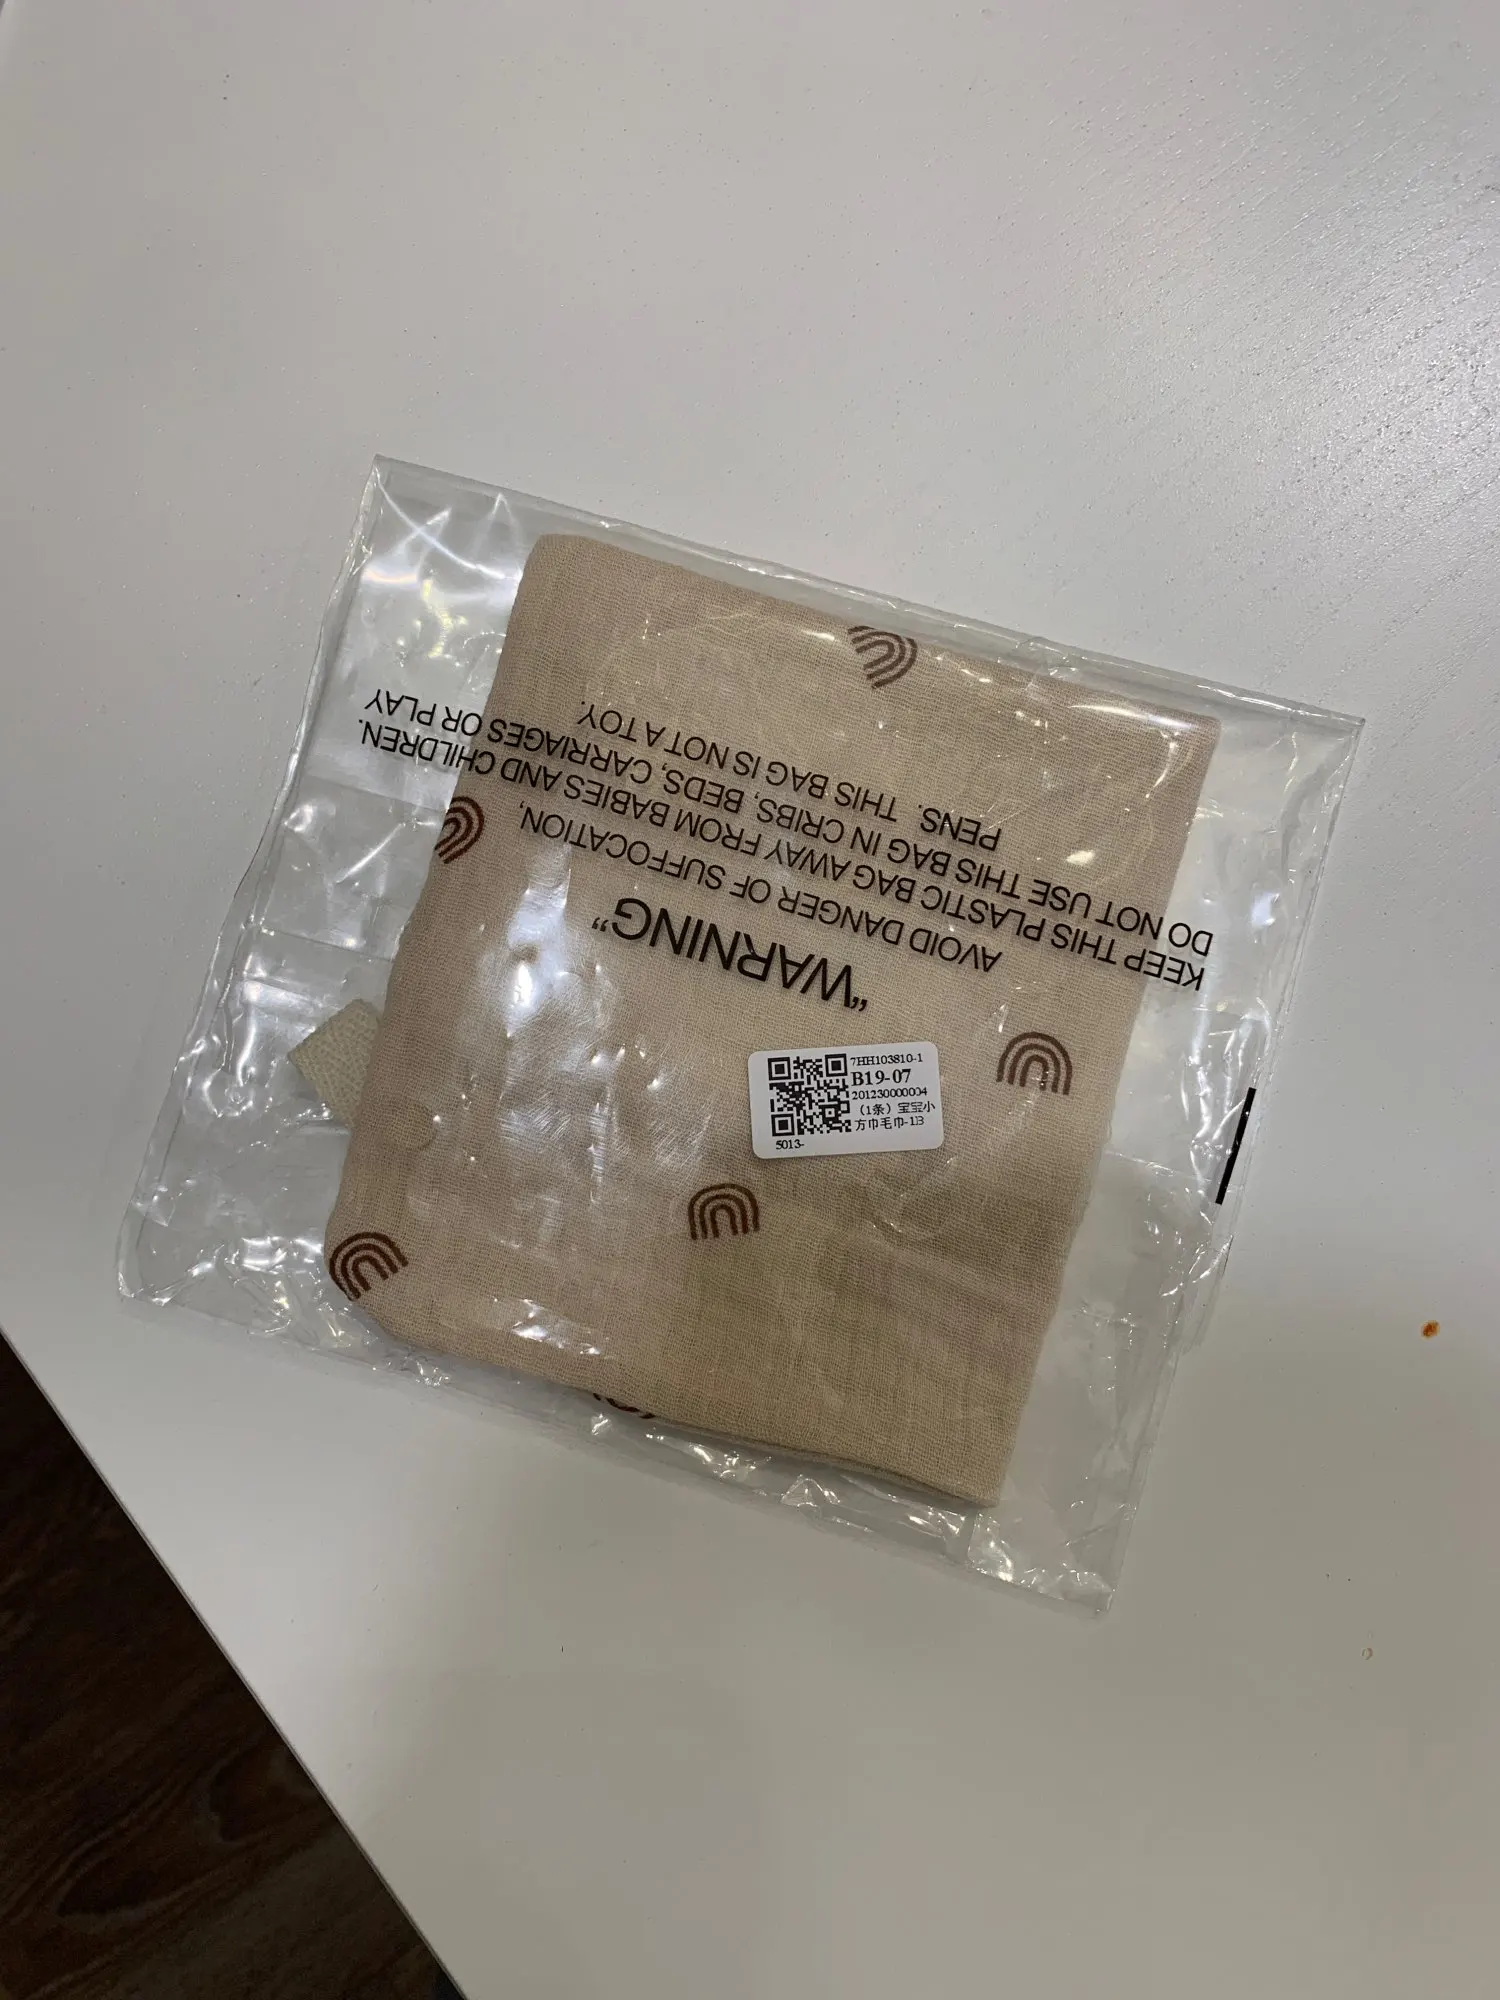 “WARNING”
AVOID DANGER OF SUFFOCATION,
KEEP THIS PLASTIC BAG AWAY FROM BABIES AND CHILDREN.
DO NOT USE THIS BAG IN CRIBS, BEDS, CARRIAGES OR PLAY
PENS. THIS BAG IS NOT A TOY.
7HH103810-1
B19-07
201230000004
（1条）宝宝小
方巾毛巾-1B
5013-